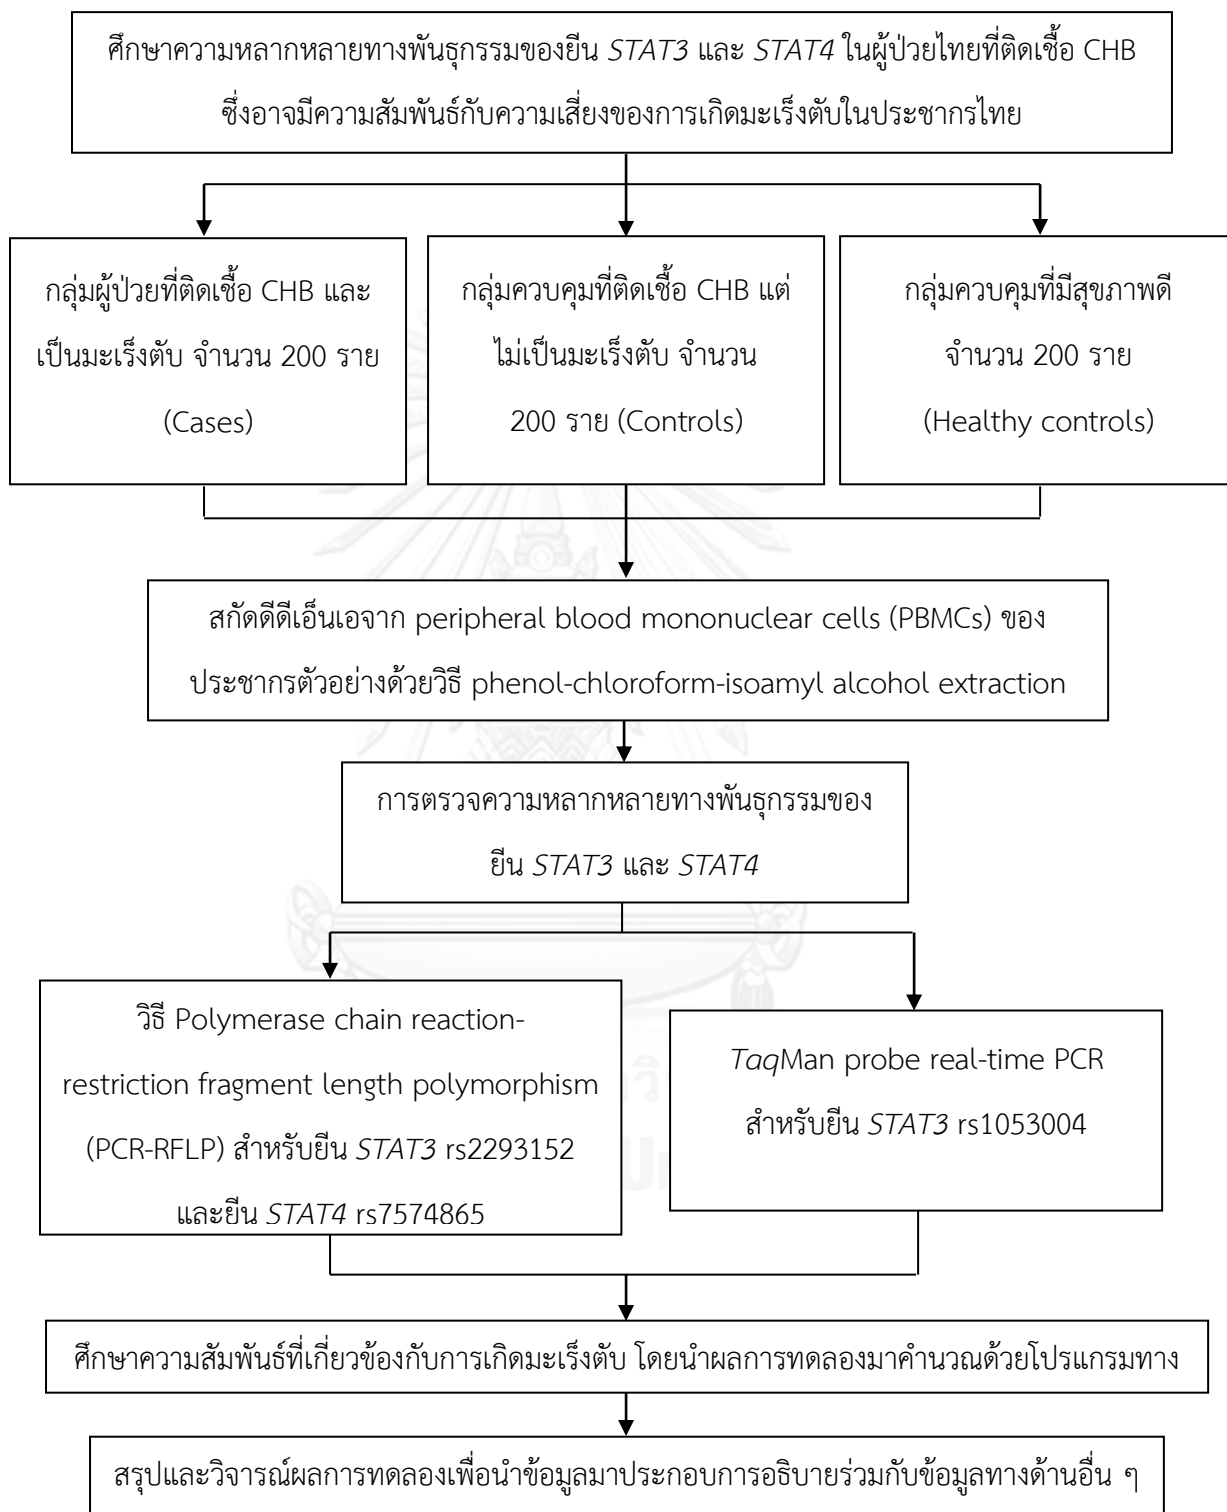 ศึกษาความหลากหลายทางพันธุกรรมของยีน STAT3 และ STAT4 ในผู้ป่วยไทยที่ติดเชื้อ CHB
ซึ่งอาจมีความสัมพันธ์กับความเสี่ยงของการเกิดมะเร็งตับในประชากรไทย
กลุ่มผู้ป่วยที่ติดเชื้อ CHB และ
เป็นมะเร็งตับ จำนวน 200 ราย
(Cases)
กลุ่มควบคุมที่ติดเชื้อ CHB แต่
ไม่เป็นมะเร็งตับ จำนวน
200 ราย (Controls)
กลุ่มควบคุมที่มีสุขภาพดี
จำนวน 200 ราย
(Healthy controls)
สกัดดีดีเอ็นเอจาก peripheral blood mononuclear cells (PBMCs) ของ
ประชากรตัวอย่างด้วยวิธี phenol-chloroform-isoamyl alcohol extraction
การตรวจความหลากหลายทางพันธุกรรมของ
ยีน STAT3 และ STAT4
วิธี Polymerase chain reaction-
restriction fragment length polymorphism
(PCR-RFLP) สำหรับยีน STAT3 rs2293152
และยีน STAT4 rs7574865
TaqMan probe real-time PCR
สำหรับยีน STAT3 rs1053004
ศึกษาความสัมพันธ์ที่เกี่ยวข้องกับการเกิดมะเร็งตับ โดยนำผลการทดลองมาคำนวณด้วยโปรแกรมทาง
สรุปและวิจารณ์ผลการทดลองเพื่อนำข้อมูลมาประกอบการอธิบายร่วมกับข้อมูลทางด้านอื่น ๆ